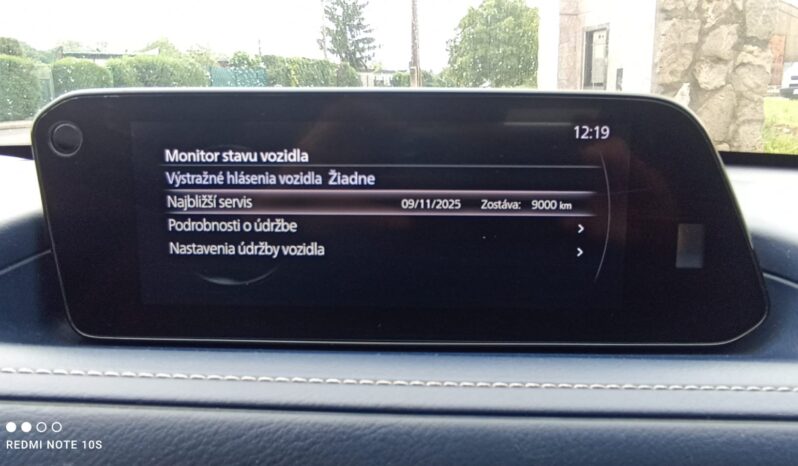 12:19
Monitor stavu vozidla
Výstražné hlásenia vozidla Žiadne
Najbližší servis 09/11/2025 Zostáva: 9000 km
Podrobnosti o údržbe
Nastavenia údržby vozidla
REDMI NOTE 10S